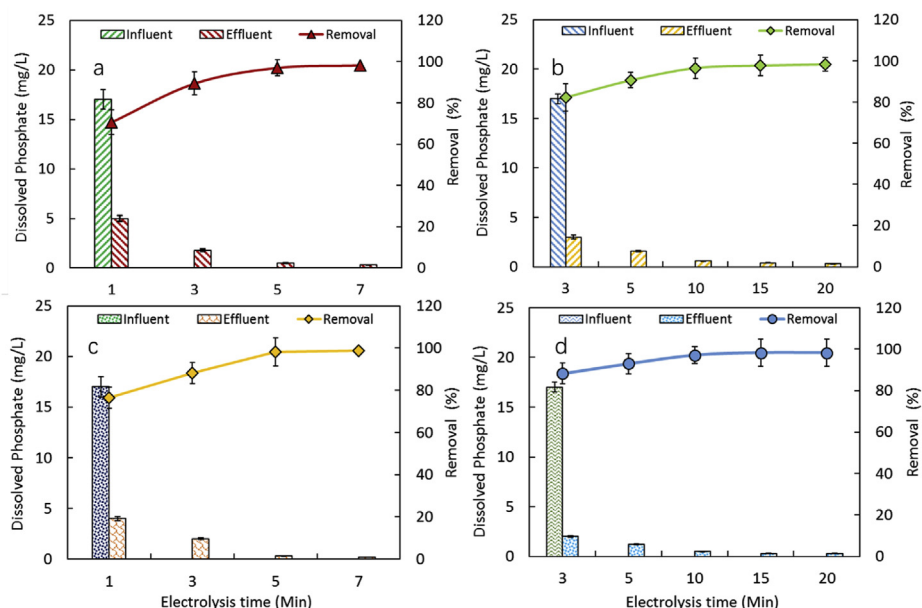 25 120
Influent Effluent Removal
20 100
a
15 80
60
10
40
5
20
0 0
1 3 5 7
Dissolved Phosphate (mg/L)
Removal (%)
25 120
Influent Effluent Removal
20 100
b
15 80
60
10
40
5
20
0 0
3 5 10 15 20
Dissolved Phosphate (mg/L)
Removal (%)
25 120
Influent Effluent Removal
c
20 100
80
15
60
10
40
5
20
0 0
1 3 5 7
Electrolysis time (Min)
Dissolved Phosphate (mg/L)
Removal (%)
25 120
Influent Effluent Removal
d
20 100
80
15
60
10
40
5
20
0 0
3 5 10 15 20
Electrolysis time (Min)
Dissolved Phosphate (mg/L)
Removal (%)